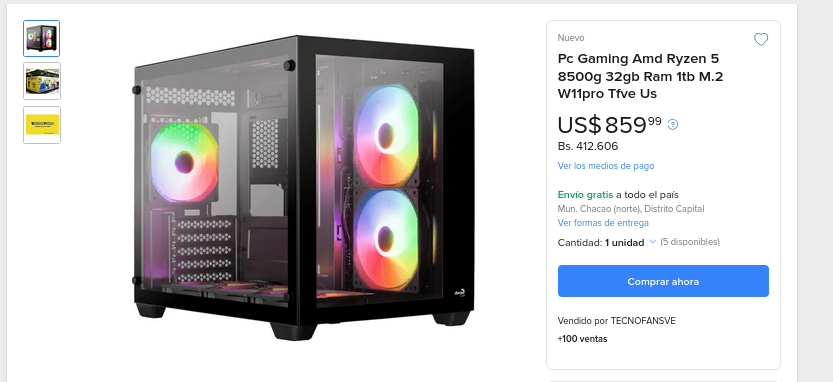 Nuevo
Pc Gaming Amd Ryzen 5
8500g 32gb Ram 1tb M.2
W11pro Tfve Us
US$ 859 99
Bs. 412.606
Ver los medios de pago
Envío gratis a todo el país
Mun. Chacao (norte), Distrito Capital
Ver formas de entrega
Cantidad: 1 unidad (5 disponibles)
Comprar ahora
Vendido por TECNOFANSVE
+100 ventas